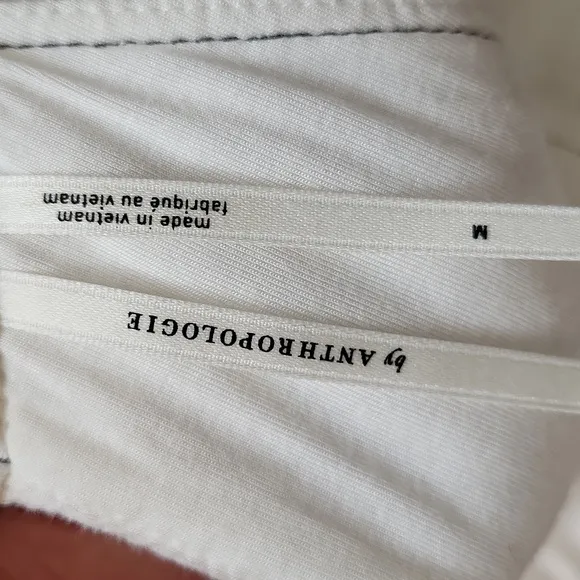 by ANTHROPOLOGIE
M
made in vietnam
fabriqué au vietnam